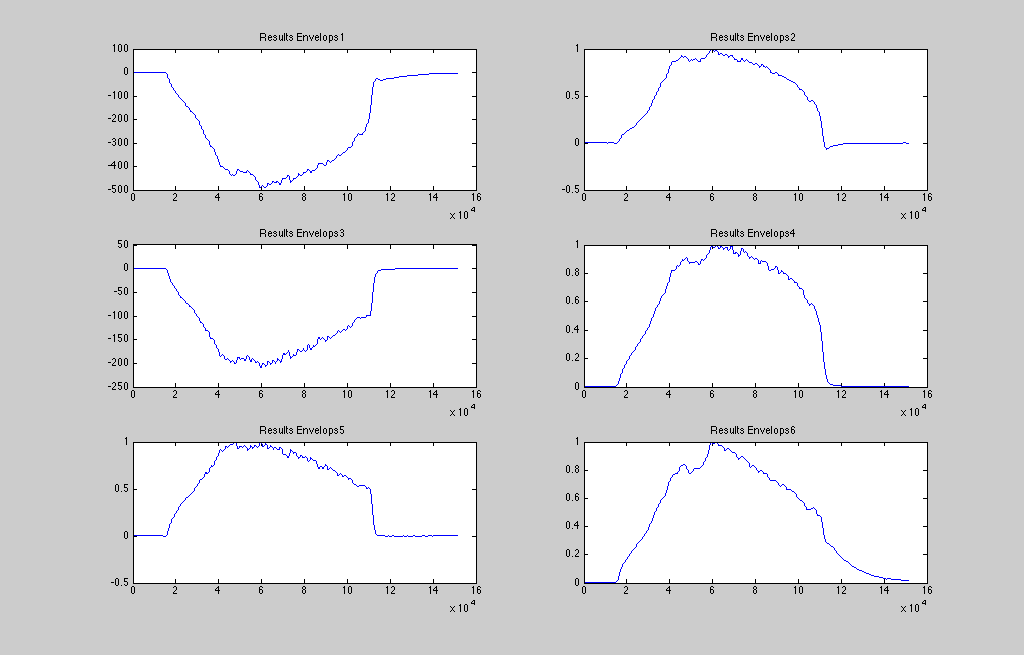 Results Envelops1
100
0
-100
-200
-300
-400
-500
0 2 4 6 8 10 12 14 16
x 10^4
Results Envelops2
1
0.5
0
-0.5
0 2 4 6 8 10 12 14 16
x 10^4
Results Envelops3
50
0
-50
-100
-150
-200
-250
0 2 4 6 8 10 12 14 16
x 10^4
Results Envelops4
1
0.8
0.6
0.4
0.2
0
0 2 4 6 8 10 12 14 16
x 10^4
Results Envelops5
1
0.5
0
-0.5
0 2 4 6 8 10 12 14 16
x 10^4
Results Envelops6
1
0.8
0.6
0.4
0.2
0
0 2 4 6 8 10 12 14 16
x 10^4